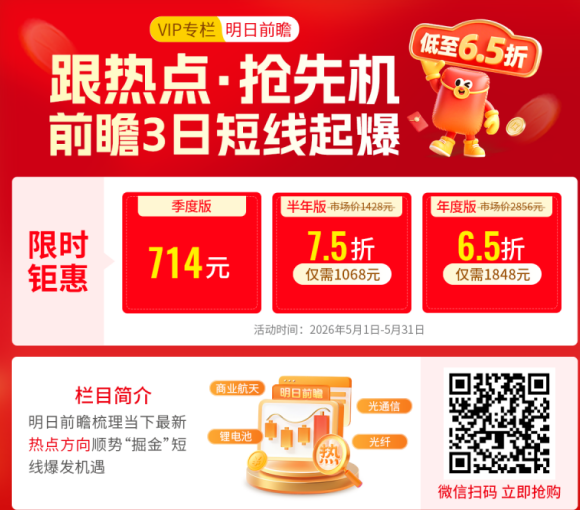 VIP专栏 明日前瞻
低至6.5折
跟热点·抢先机
前瞻3日短线起爆
限时
钜惠
季度版
714元
半年版 市场价1428元
7.5折
仅需1068元
年度版 市场价2856元
6.5折
仅需1848元
活动时间：2026年5月1日-5月31日
栏目简介
明日前瞻梳理当下最新
热点方向顺势“掘金”短
线爆发机遇
商业航天
明日前瞻
光通信
锂电池
光纤
热
微信扫码 立即抢购